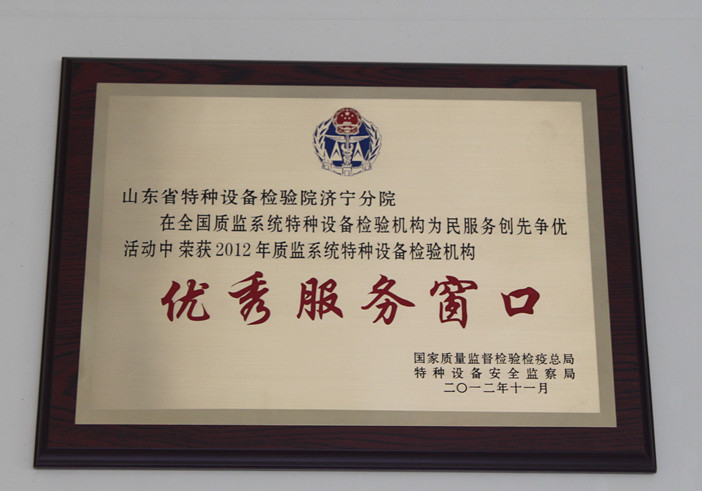 山东省特种设备检验院济宁分院
在全国质监系统特种设备检验机构为民服务创先争优
活动中荣获2012年质监系统特种设备检验机构
优秀服务窗口
国家质量监督检验检疫总局
特种设备安全监察局
二〇一二年十一月